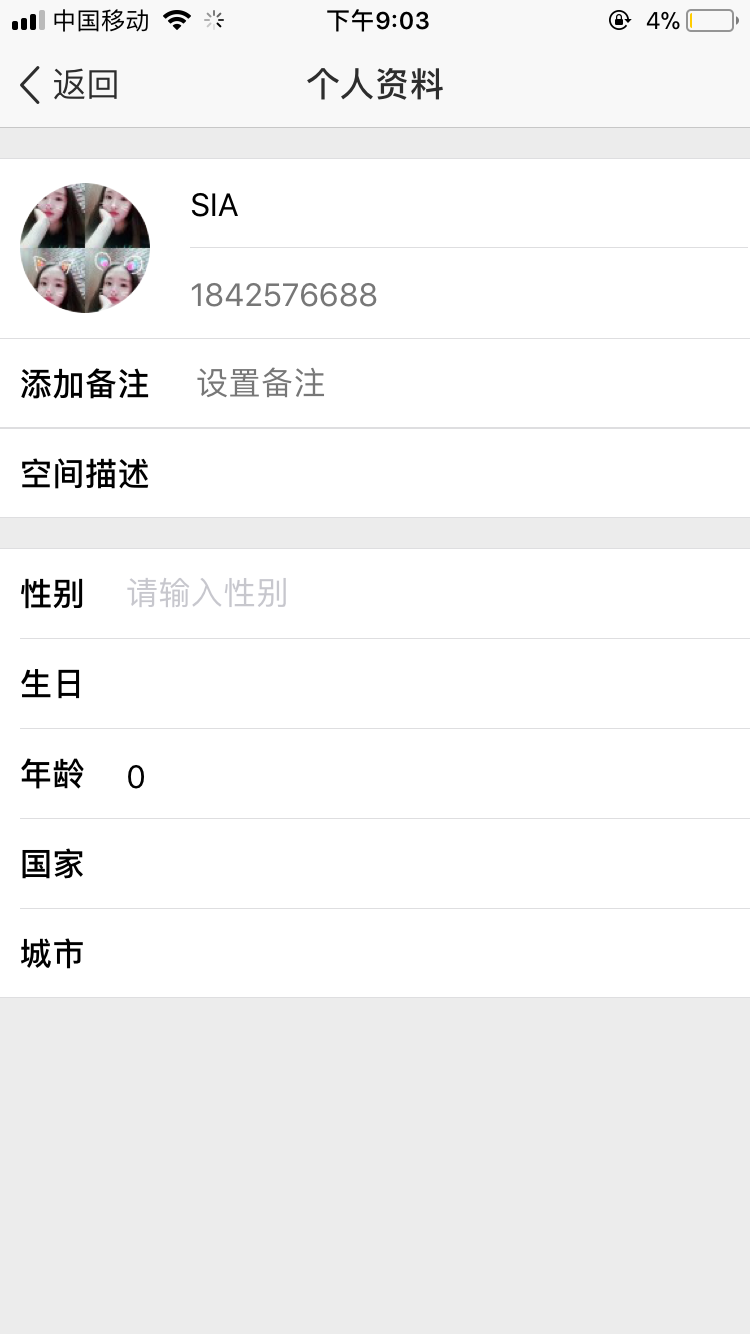 中国移动 下午9:03 4%
返回 个人资料
SIA
1842576688
添加备注 设置备注
空间描述
性别 请输入性别
生日
年龄 0
国家
城市